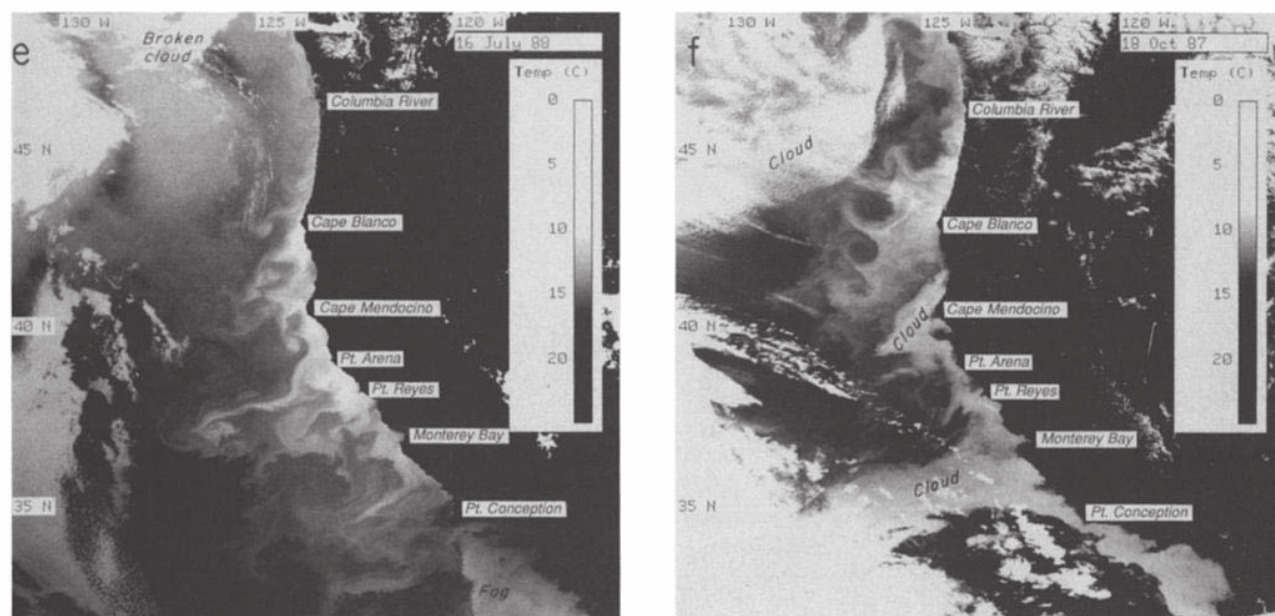 e
130 W
125 W
120 W
16 July 88
Broken
cloud
Temp (C)
0
5
10
15
20
Columbia River
45 N
Cape Blanco
Cape Mendocino
40 N
Pt. Arena
Pt. Reyes
Monterey Bay
35 N
Pt. Conception
Fog
f
130 W
125 W
120 W
18 Oct 87
Temp (C)
0
5
10
15
20
Columbia River
Cloud
45 N
Cape Blanco
Cape Mendocino
40 N
Cloud
Pt. Arena
Pt. Reyes
Monterey Bay
Cloud
35 N
Pt. Conception